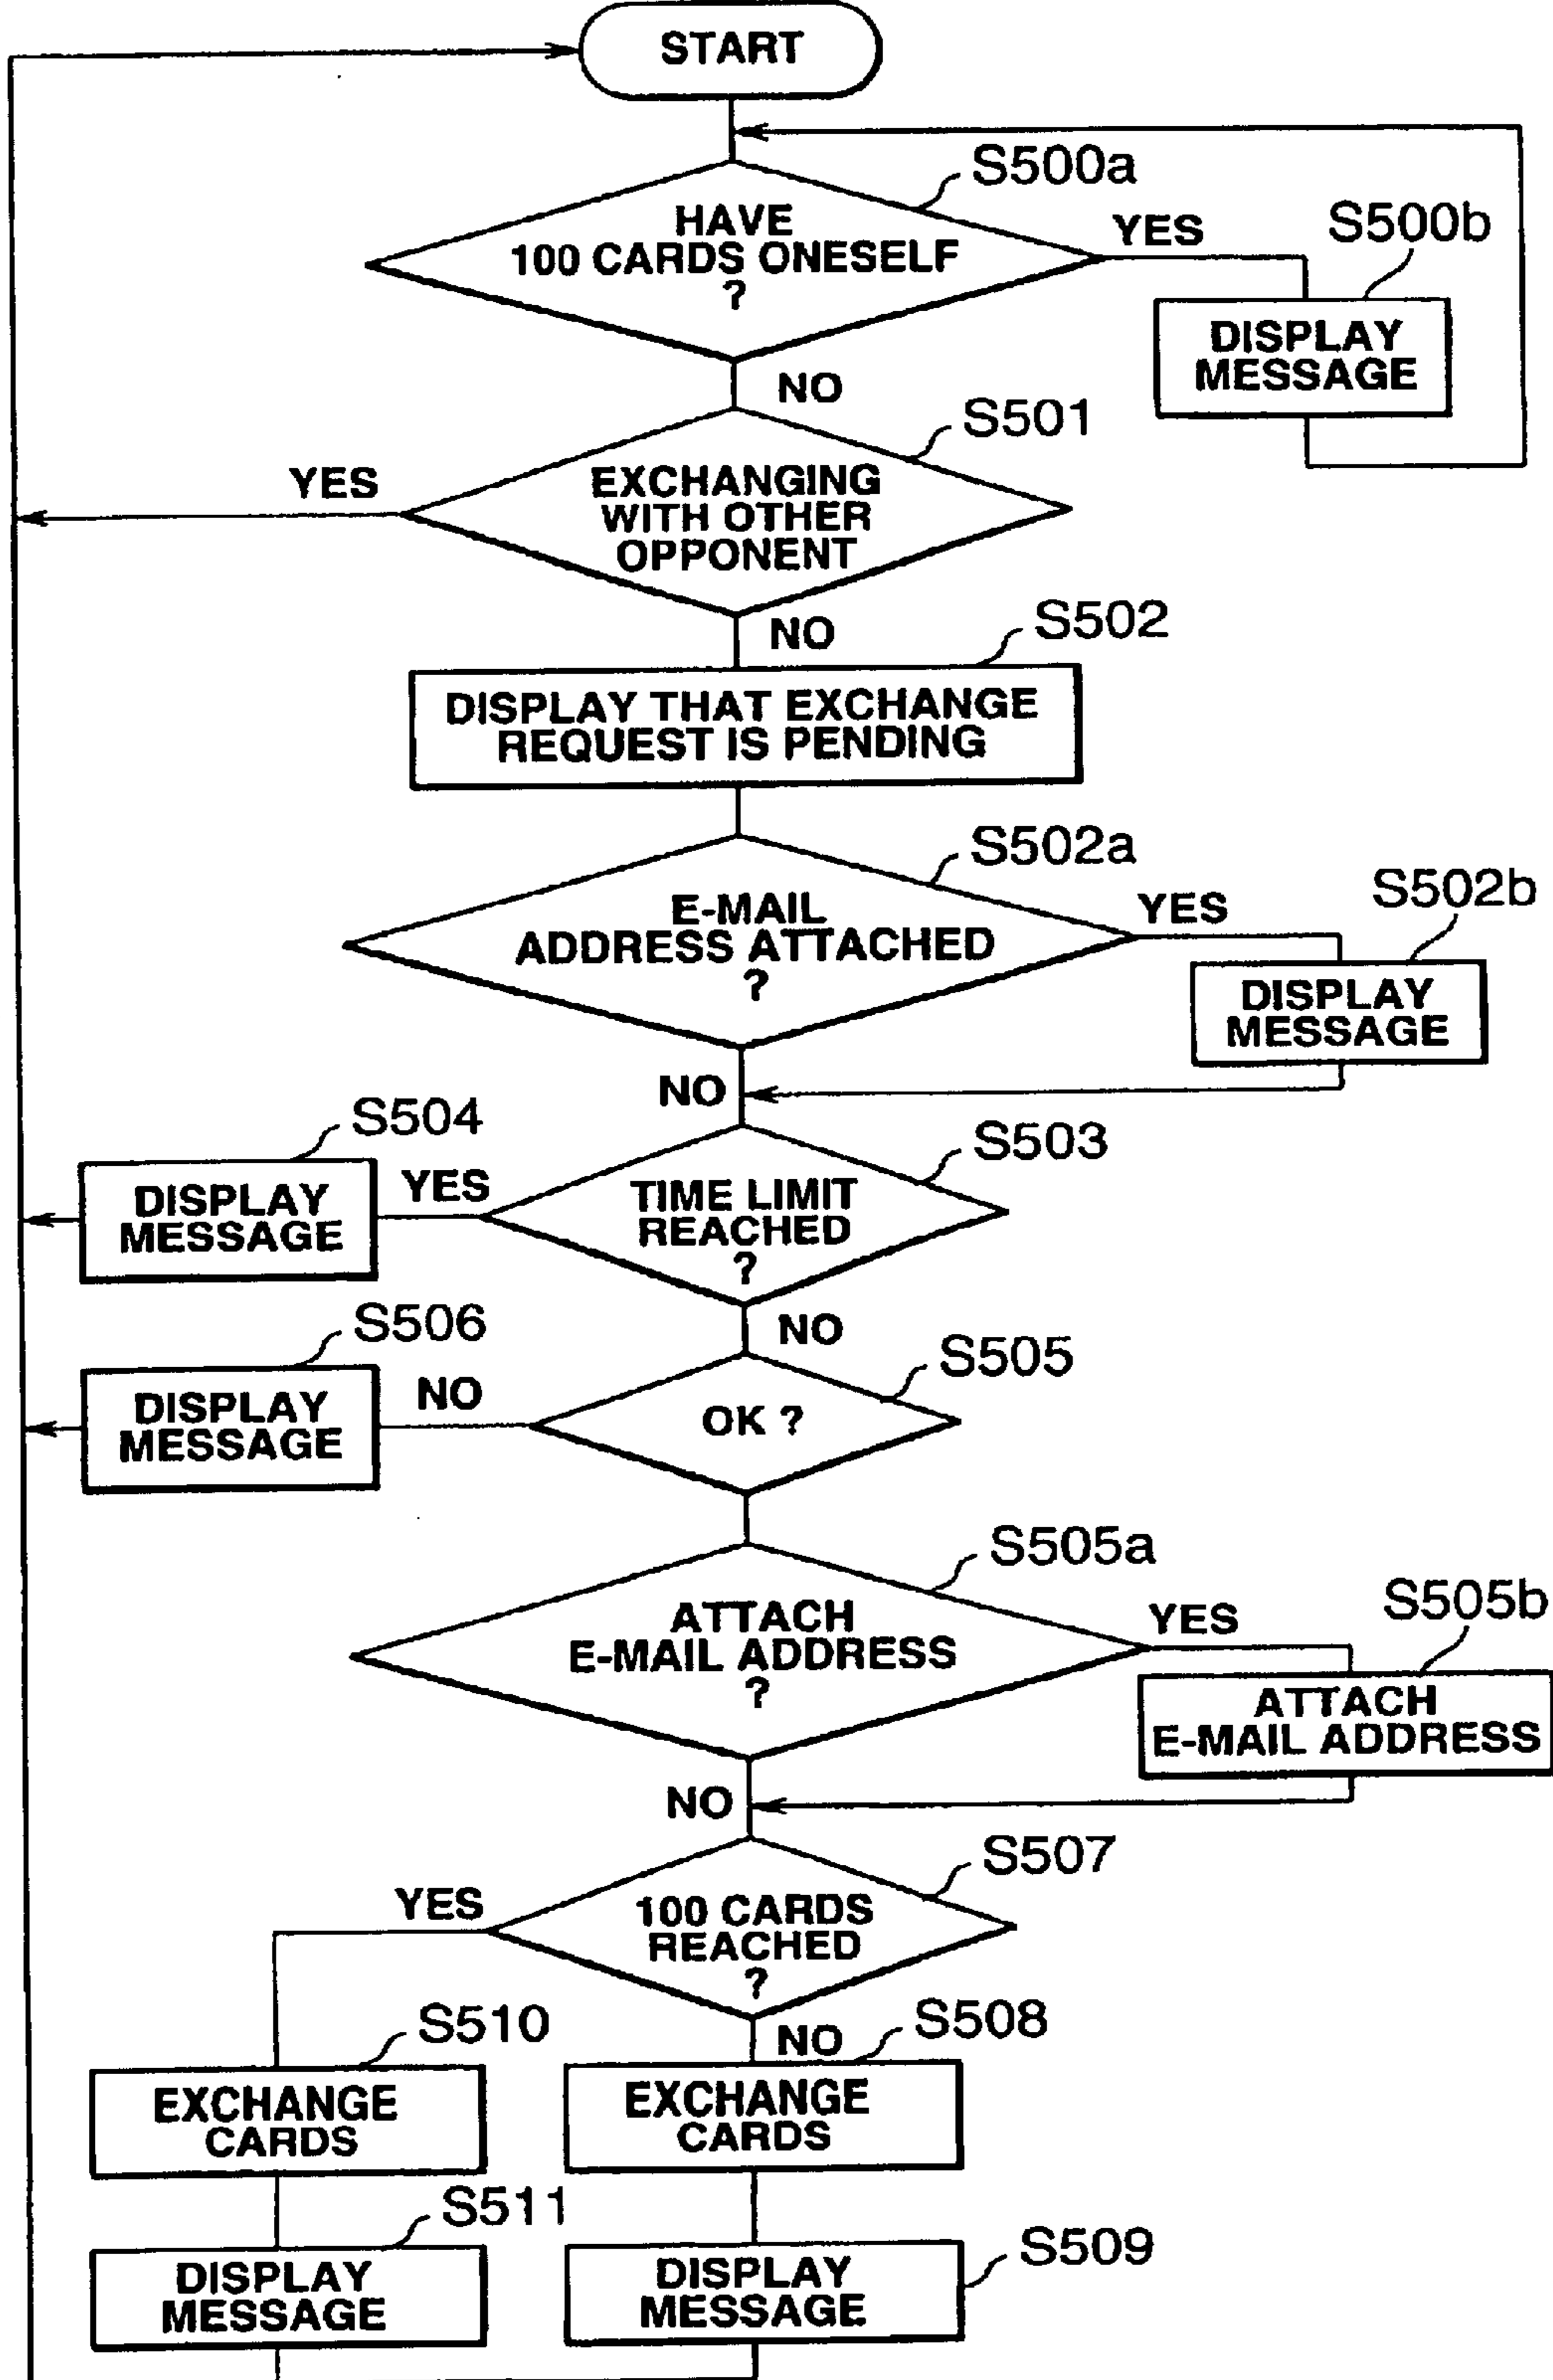 START
S500a
HAVE
100 CARDS ONESELF
?
YES
S500b
DISPLAY
MESSAGE
NO
S501
YES
EXCHANGING
WITH OTHER
OPPONENT
NO
S502
DISPLAY THAT EXCHANGE
REQUEST IS PENDING
S502a
E-MAIL
ADDRESS ATTACHED
?
YES
S502b
DISPLAY
MESSAGE
NO
S504
DISPLAY
MESSAGE
YES
S503
TIME LIMIT
REACHED
?
NO
S506
DISPLAY
MESSAGE
NO
S505
OK ?
S505a
ATTACH
E-MAIL ADDRESS
?
YES
S505b
ATTACH
E-MAIL ADDRESS
NO
S507
YES
100 CARDS
REACHED
?
S510
NO
S508
EXCHANGE
CARDS
EXCHANGE
CARDS
S511
DISPLAY
MESSAGE
DISPLAY
MESSAGE
S509